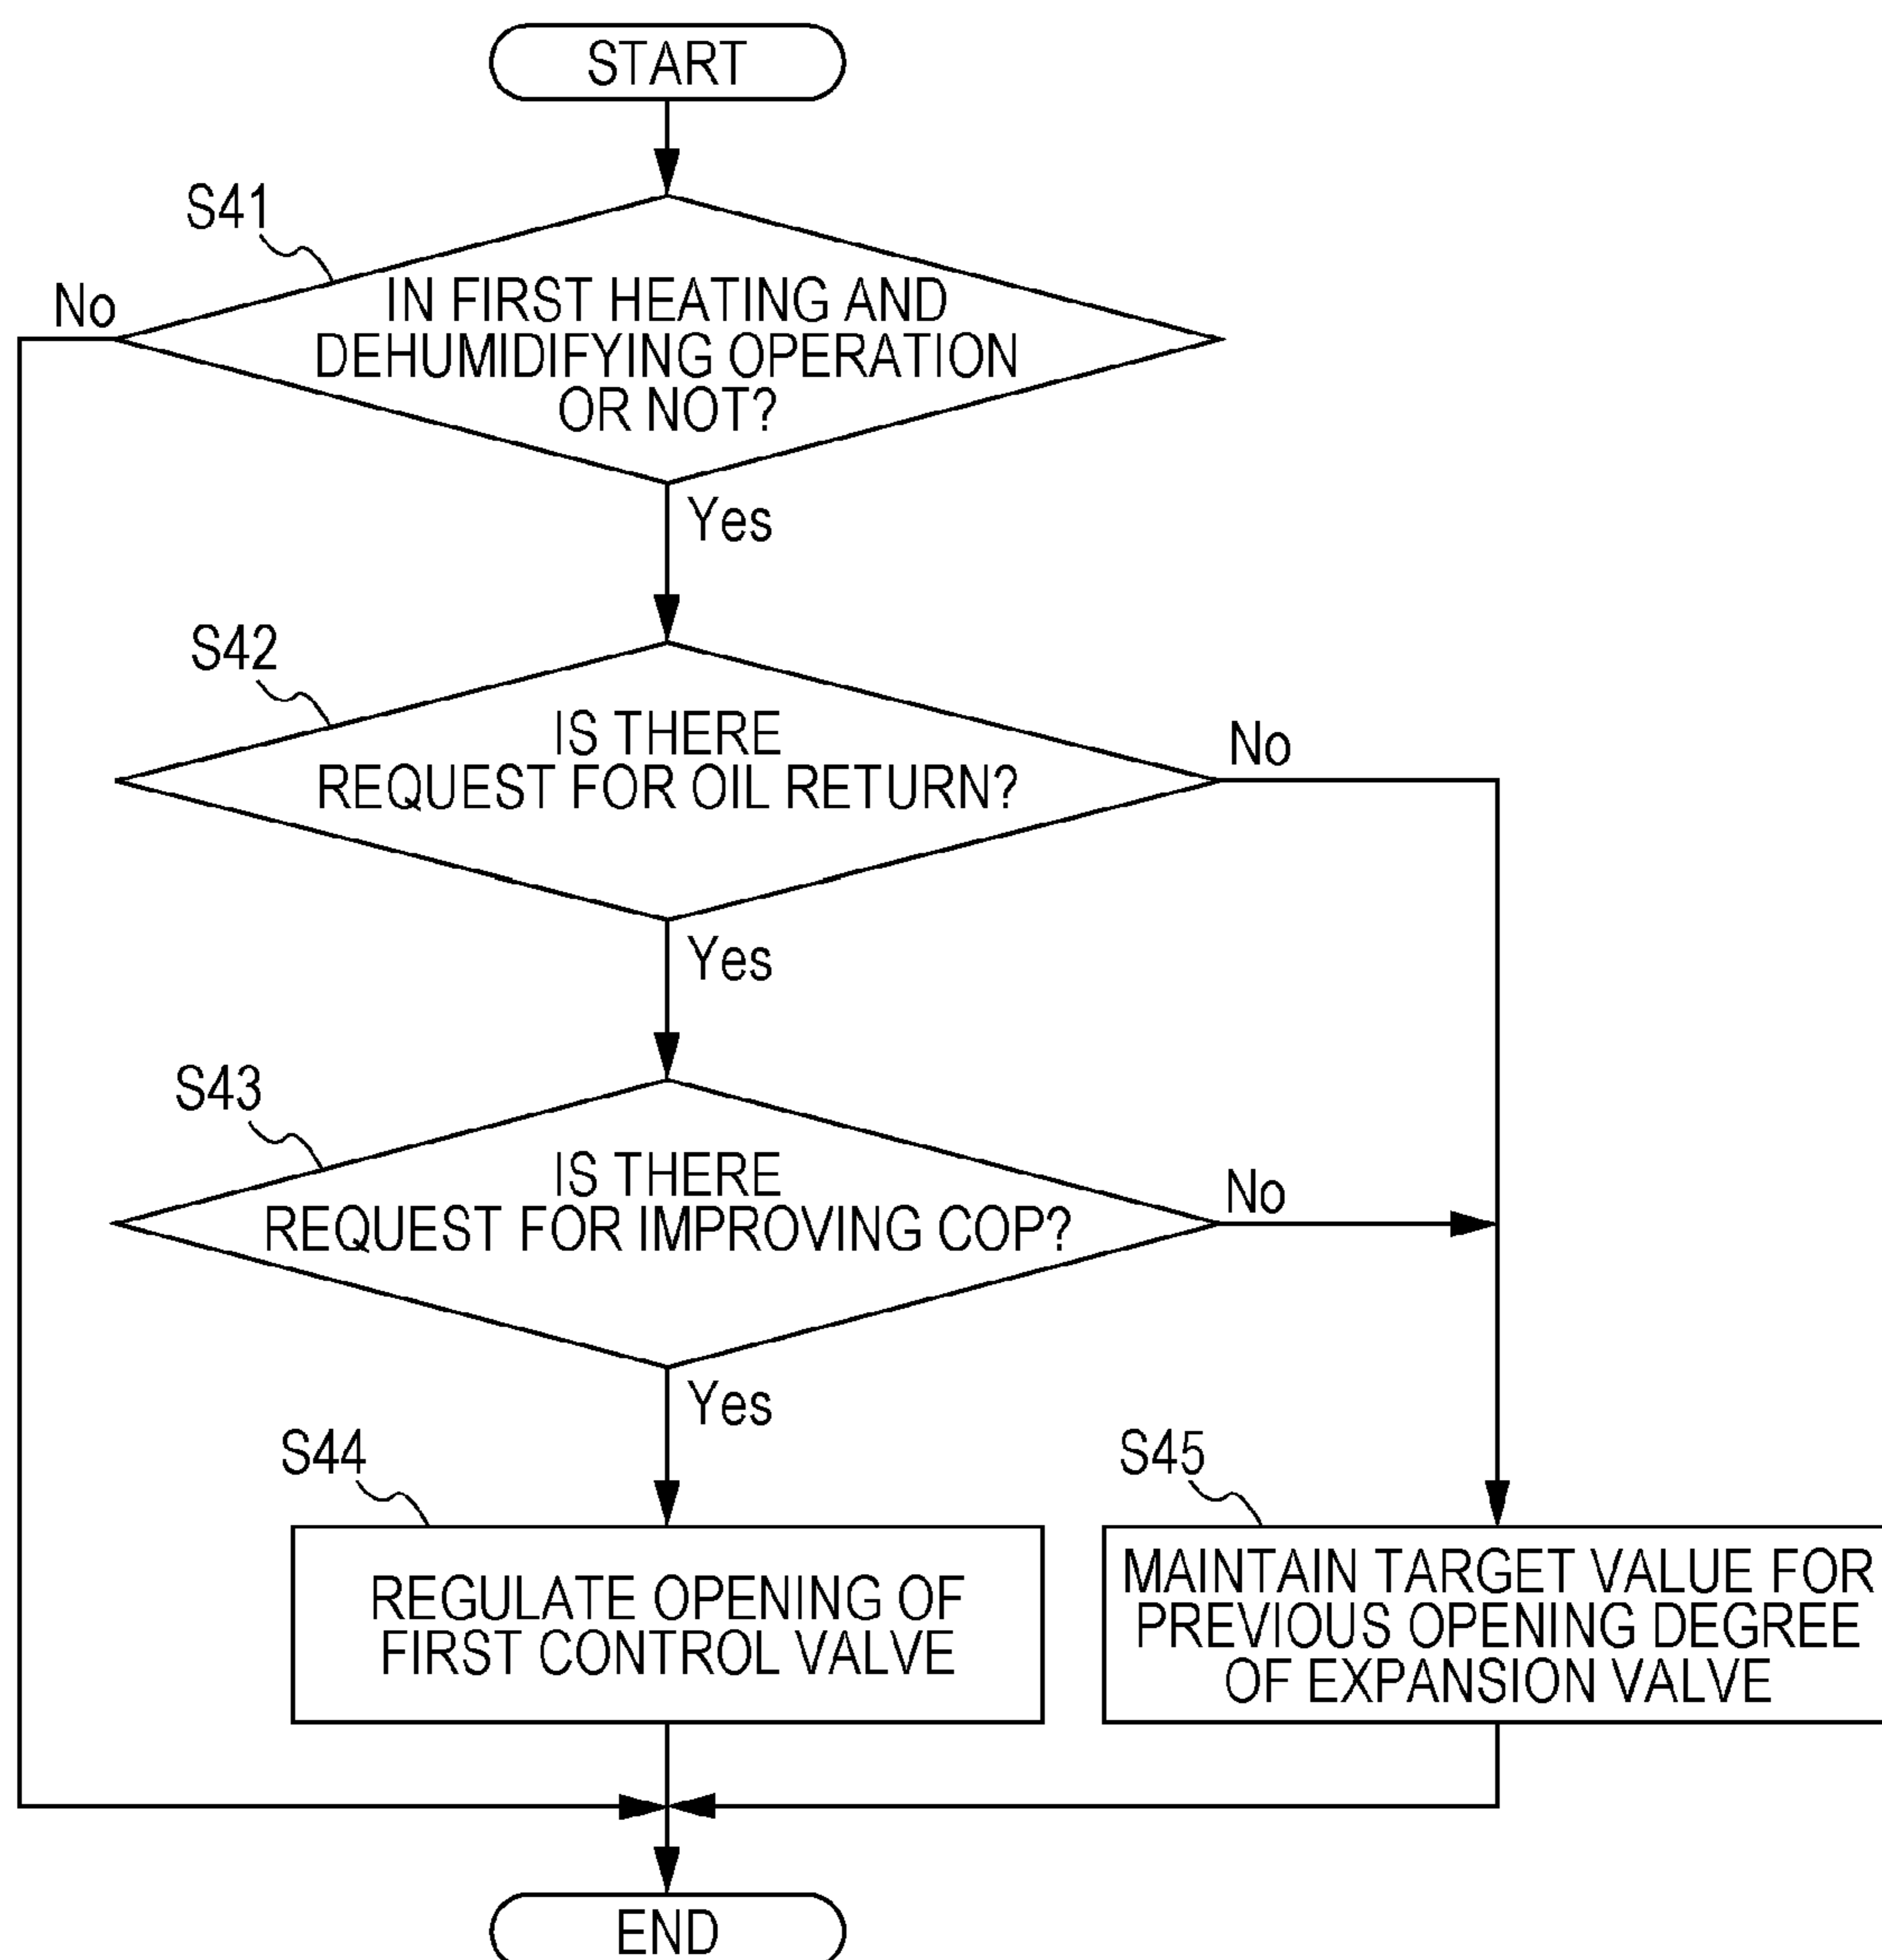 START
S41
No
IN FIRST HEATING AND
DEHUMIDIFYING OPERATION
OR NOT?
Yes
S42
IS THERE
REQUEST FOR OIL RETURN?
No
Yes
S43
IS THERE
REQUEST FOR IMPROVING COP?
No
Yes
S44
REGULATE OPENING OF
FIRST CONTROL VALVE
S45
MAINTAIN TARGET VALUE FOR
PREVIOUS OPENING DEGREE
OF EXPANSION VALVE
END